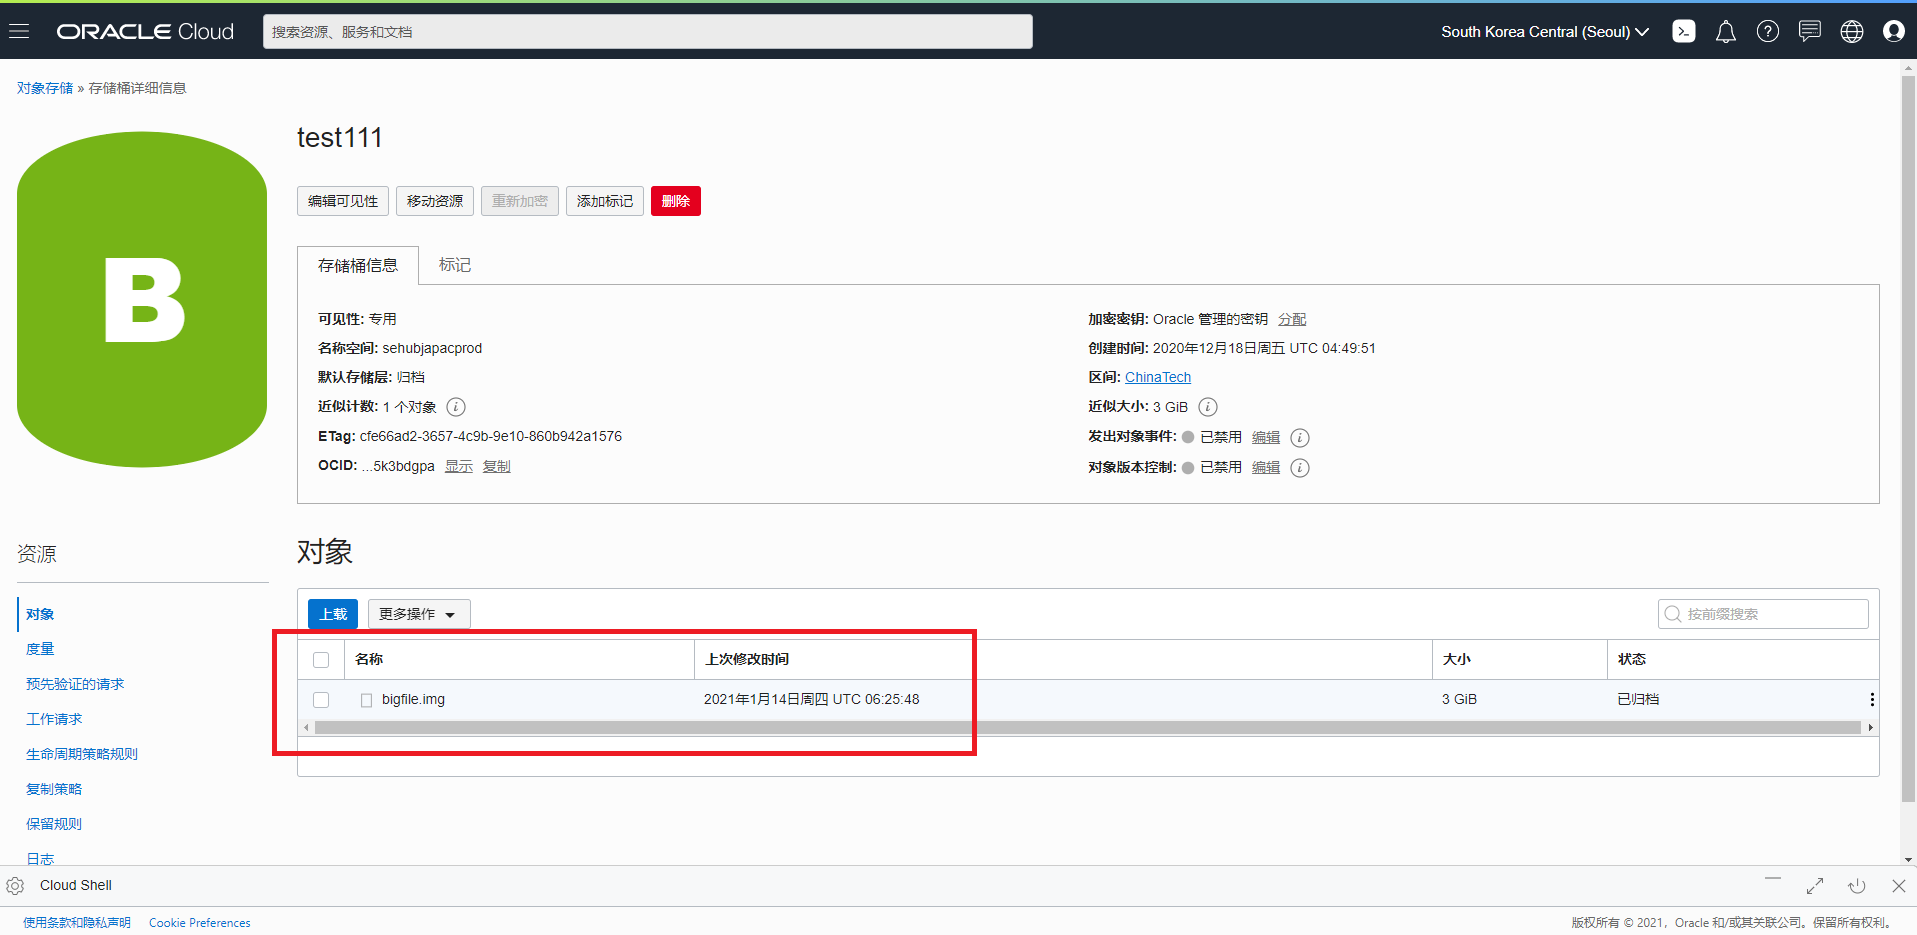 ORACLE Cloud
搜索资源、服务和文档
South Korea Central (Seoul)
对象存储 » 存储桶详细信息
B
test111
编辑可见性 移动资源 重新加密 添加标记 删除
存储桶信息 标记
可见性: 专用
名称空间: sehubjapacprod
默认存储层: 归档
近似计数: 1 个对象
ETag: cfe66ad2-3657-4c9b-9e10-860b942a1576
OCID: ...5k3bdgpa 显示 复制
加密密钥: Oracle 管理的密钥 分配
创建时间: 2020年12月18日周五 UTC 04:49:51
区间: ChinaTech
近似大小: 3 GiB
发出对象事件: 已禁用 编辑
对象版本控制: 已禁用 编辑
资源
对象
度量
预先验证的请求
工作请求
生命周期策略规则
复制策略
保留规则
日志
对象
上载 更多操作
按前缀搜索
名称 上次修改时间 大小 状态
bigfile.img 2021年1月14日周四 UTC 06:25:48 3 GiB 已归档
Cloud Shell
使用条款和隐私声明 Cookie Preferences
版权所有 © 2021，Oracle 和/或其关联公司。保留所有权利。